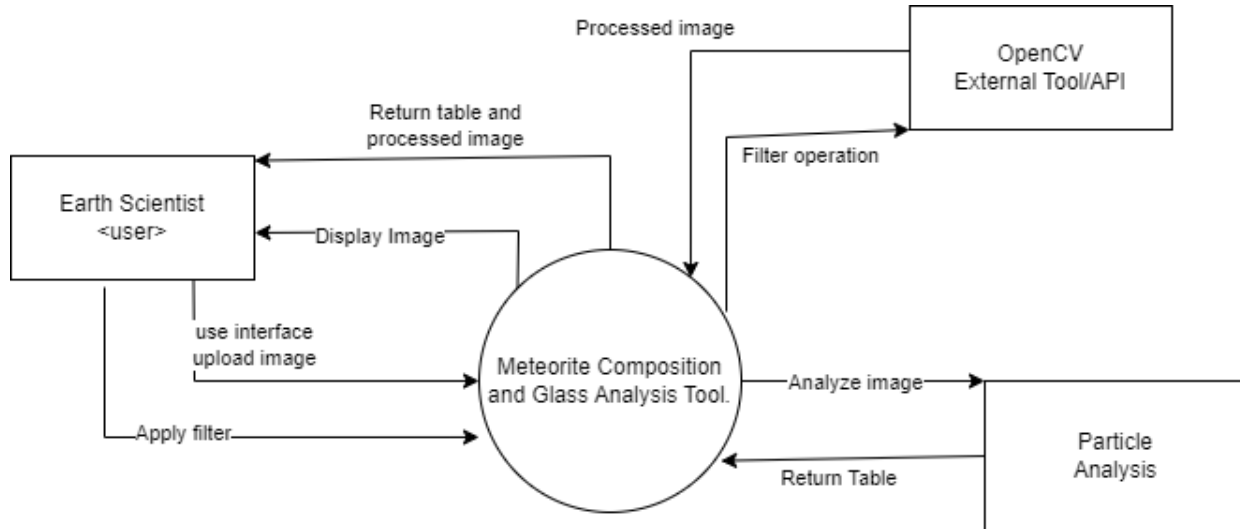 Processed image
OpenCV
External Tool/API
Return table and
processed image
Filter operation
Earth Scientist
<user>
Display Image
use interface
upload image
Meteorite Composition
and Glass Analysis Tool.
Analyze image
Apply filter
Particle
Analysis
Return Table